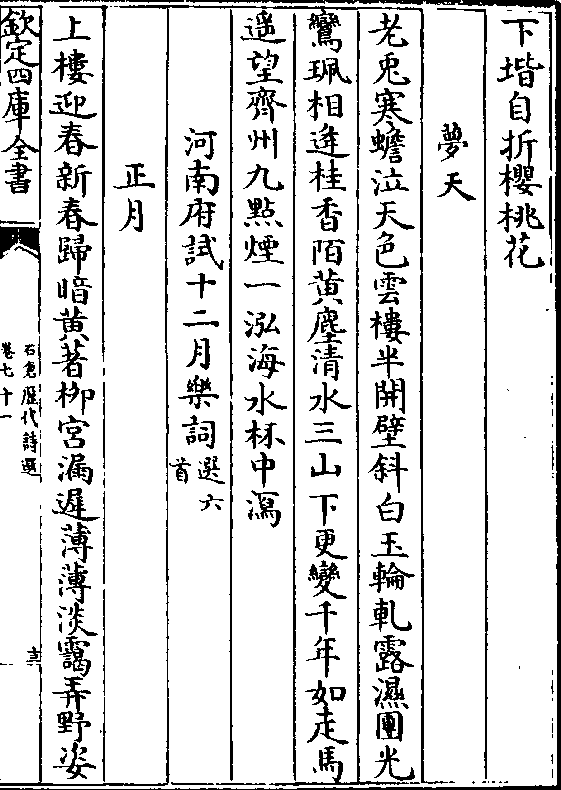 下堦自折櫻桃花
夢天
老兎寒蟾泣天色雲樓半開壁斜白玉輪軋露濕團光
鸞珮相逢桂香陌黄塵清水三山下更變千年如走馬
遥望齊州九點煙一泓海水杯中瀉
河南府試十二月樂詞選六首
正月
上樓迎春新春歸暗黄著栁宫漏遲薄薄淡靄弄野姿
欽定四庫全書
石倉歷代詩選
卷七十一